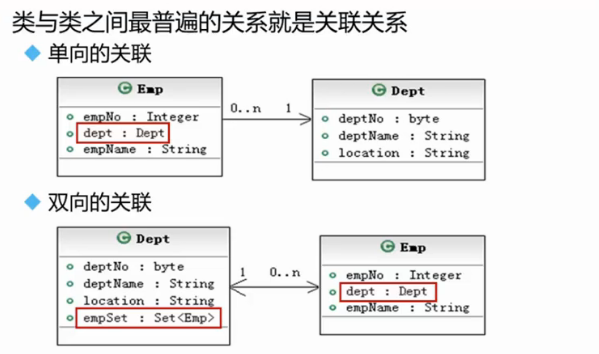 类与类之间最普遍的关系就是关联关系
单向的关联
Emp
empNo : Integer
dept : Dept
empName : String
0..n 1
Dept
deptNo : byte
deptName : String
location : String
双向的关联
Dept
deptNo : byte
deptName : String
location : String
empSet : Set<Emp>
1 0..n
Emp
empNo : Integer
dept : Dept
empName : String